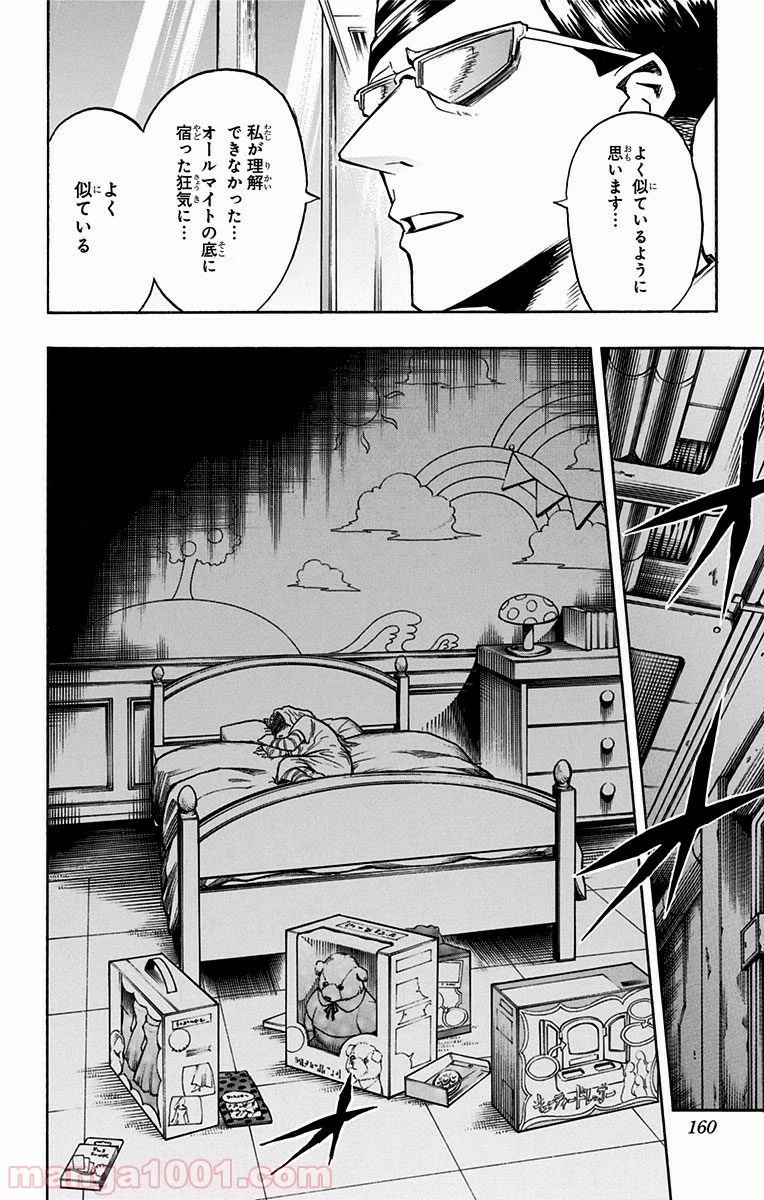 よく似ているように
思います…
私が理解
できなかった…
オールマイトの底に
宿った狂気に…
よく
似ている
160
manga1001.com